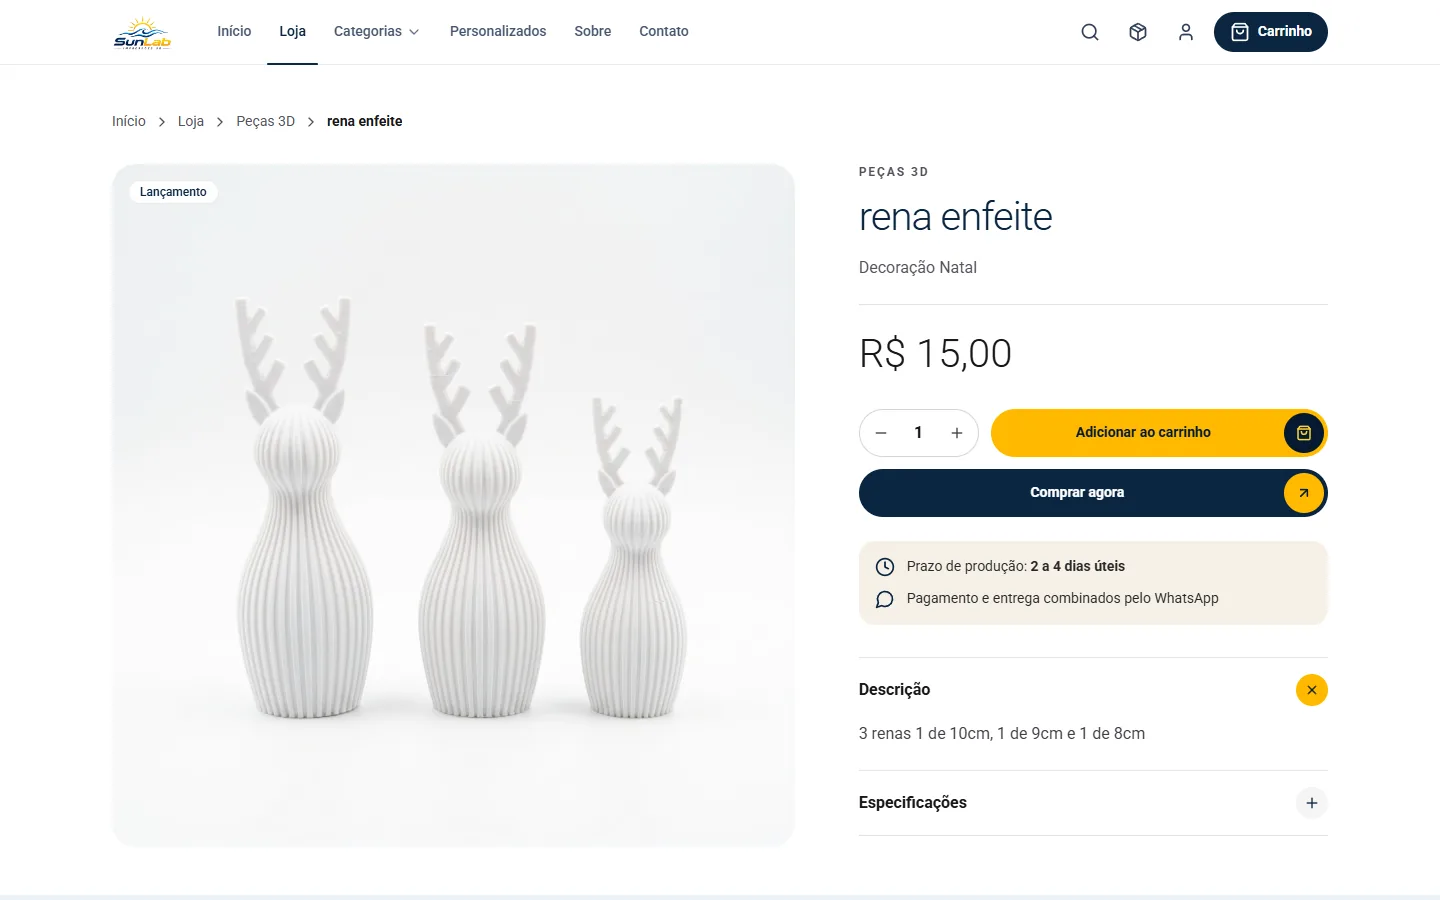 SunLab
Início
Loja
Categorias
Personalizados
Sobre
Contato
Carrinho
Início
Loja
Peças 3D
rena enfeite
Lançamento
PEÇAS 3D
rena enfeite
Decoração Natal
R$ 15,00
1
Adicionar ao carrinho
Comprar agora
Prazo de produção: 2 a 4 dias úteis
Pagamento e entrega combinados pelo WhatsApp
Descrição
3 renas 1 de 10cm, 1 de 9cm e 1 de 8cm
Especificações